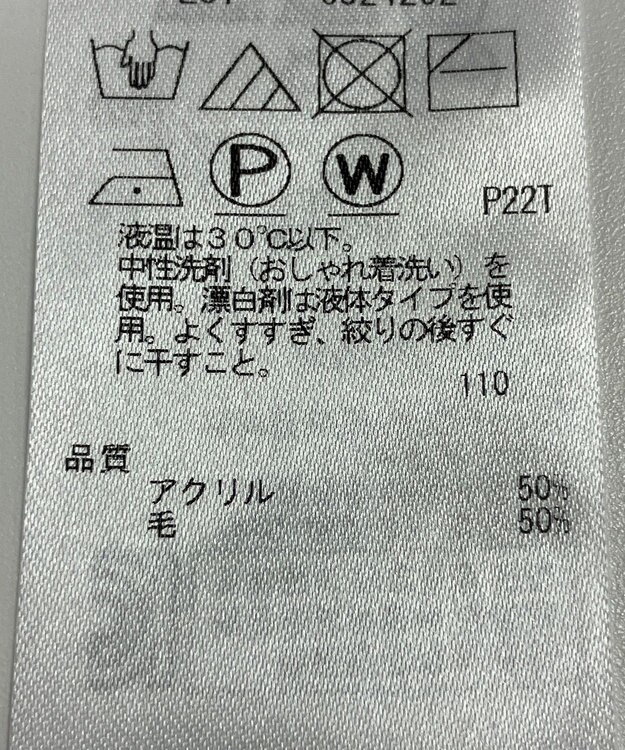 P
W
P22T
液温は30℃以下。
中性洗剤（おしゃれ着洗い）を
使用。漂白剤は液体タイプを使
用。よくすすぎ、絞りの後すぐ
に干すこと。
110
品質
アクリル 50%
毛 50%